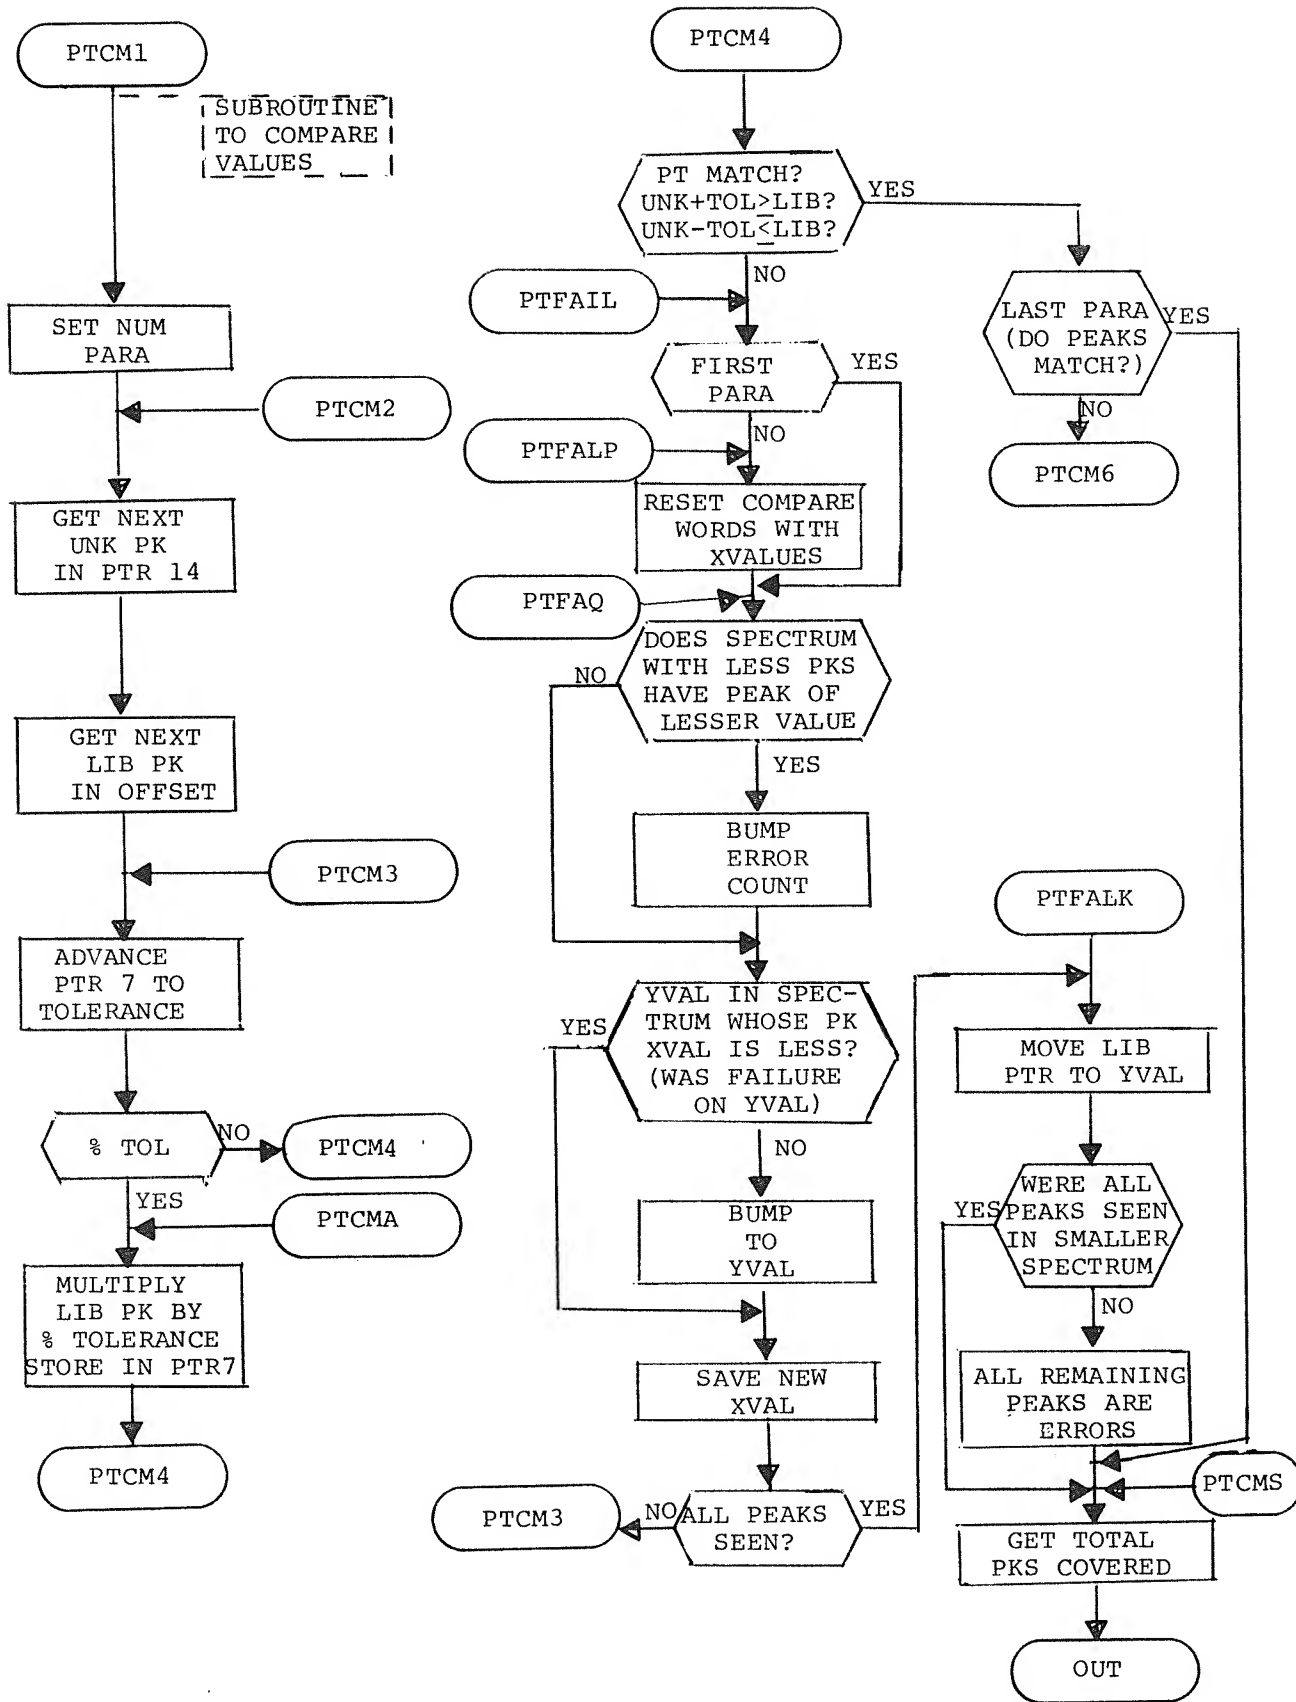 PTCM1
SUBROUTINE
TO COMPARE
VALUES
SET NUM
PARA
PTCM2
GET NEXT
UNK PK
IN PTR 14
GET NEXT
LIB PK
IN OFFSET
PTCM3
ADVANCE
PTR 7 TO
TOLERANCE
% TOL
NO
PTCM4
YES
PTCMA
MULTIPLY
LIB PK BY
% TOLERANCE
STORE IN PTR7
PTCM4
PTCM4
PT MATCH?
UNK+TOL≥LIB?
UNK-TOL≤LIB?
YES
NO
PTFAIL
FIRST
PARA
YES
NO
PTFALP
RESET COMPARE
WORDS WITH
XVALUES
PTFAQ
DOES SPECTRUM
WITH LESS PKS
HAVE PEAK OF
LESSER VALUE
NO
YES
BUMP
ERROR
COUNT
YVAL IN SPEC-
TRUM WHOSE PK
XVAL IS LESS?
(WAS FAILURE
ON YVAL)
YES
NO
BUMP
TO
YVAL
SAVE NEW
XVAL
ALL PEAKS
SEEN?
NO
PTCM3
YES
LAST PARA
(DO PEAKS
MATCH?)
YES
NO
PTCM6
PTFALK
MOVE LIB
PTR TO YVAL
WERE ALL
PEAKS SEEN
IN SMALLER
SPECTRUM
YES
NO
ALL REMAINING
PEAKS ARE
ERRORS
PTCMS
GET TOTAL
PKS COVERED
OUT